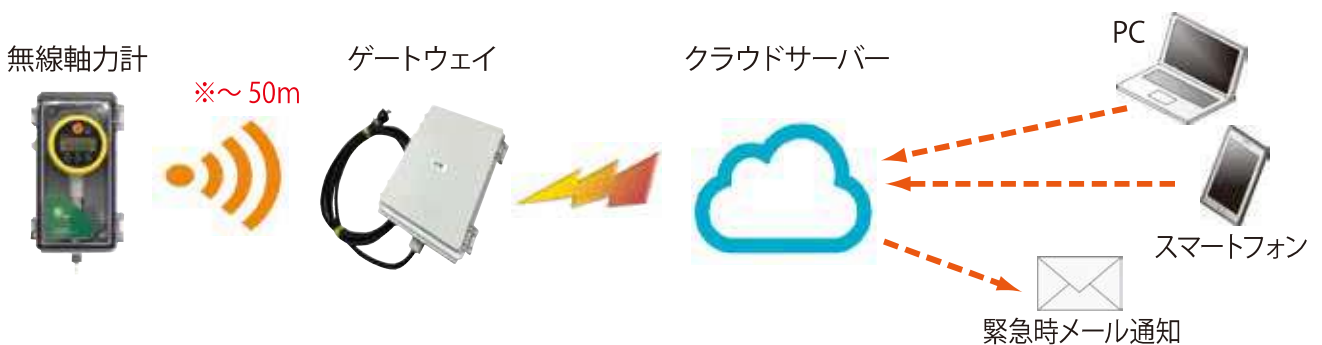 無線軸力計
※～50m
ゲートウェイ
クラウドサーバー
PC
スマートフォン
緊急時メール通知